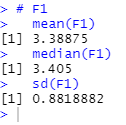 > # F1
> mean(F1)
[1] 3.38875
> median(F1)
[1] 3.405
> sd(F1)
[1] 0.8818882
>